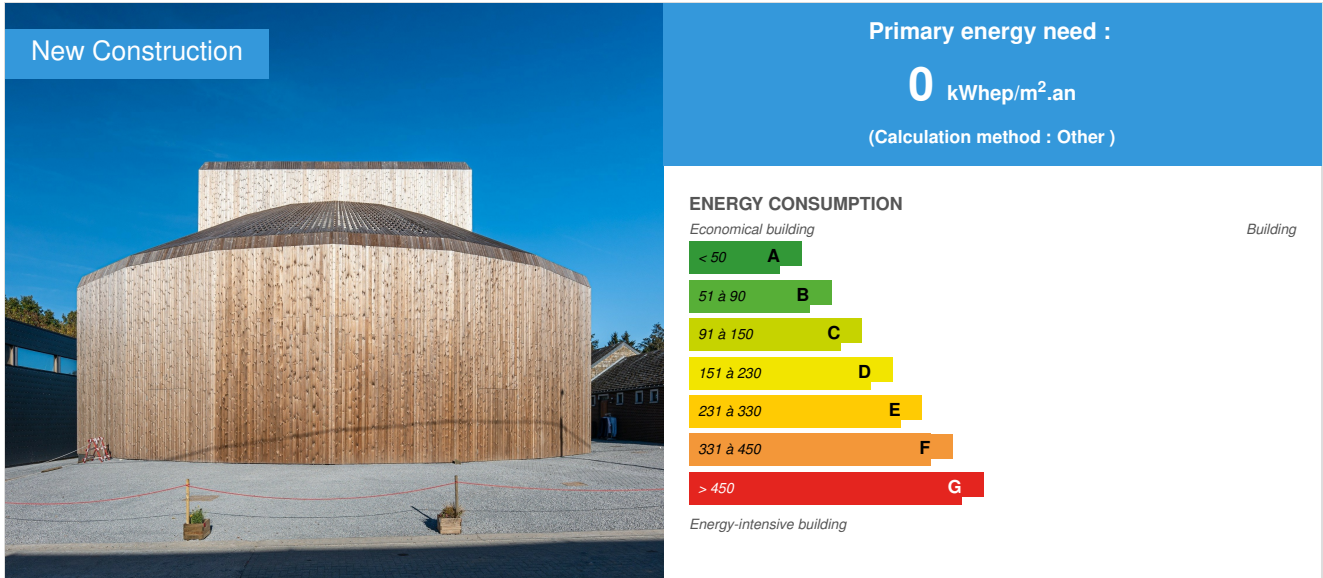 New Construction
Primary energy need :
0 kWhep/m².an
(Calculation method : Other )
ENERGY CONSUMPTION
Economical building
Building
< 50 A
51 à 90 B
91 à 150 C
151 à 230 D
231 à 330 E
331 à 450 F
> 450 G
Energy-intensive building